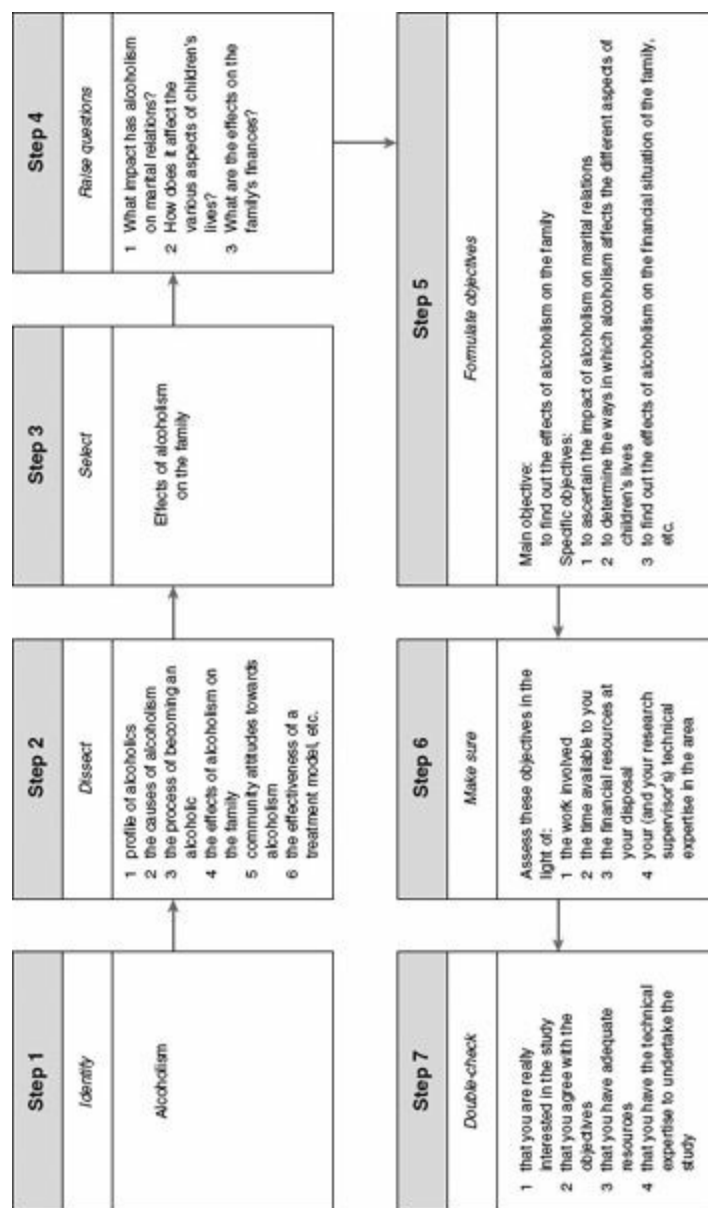 Step 1
Identify
Alcoholism
Step 2
Dissect
1 profile of alcoholics
2 the causes of alcoholism
3 the process of becoming an
alcoholic
4 the effects of alcoholism on
the family
5 community attitudes towards
alcoholism
6 the effectiveness of a
treatment model, etc.
Step 3
Select
Effects of alcoholism
on the family
Step 4
Raise questions
1 What impact has alcoholism
on marital relations?
2 How does it affect the
various aspects of children's
lives?
3 What are the effects on the
family's finances?
Step 5
Formulate objectives
Main objective:
to find out the effects of alcoholism on the family
Specific objectives:
1 to ascertain the impact of alcoholism on marital relations
2 to determine the ways in which alcoholism affects the different aspects of
children's lives
3 to find out the effects of alcoholism on the financial situation of the family,
etc.
Step 6
Make sure
Assess these objectives in the
light of:
1 the work involved
2 the time available to you
3 the financial resources at
your disposal
4 your (and your research
supervisor's) technical
expertise in the area
Step 7
Double-check
1 that you are really
interested in the study
2 that you agree with the
objectives
3 that you have adequate
resources
4 that you have the technical
expertise to undertake the
study